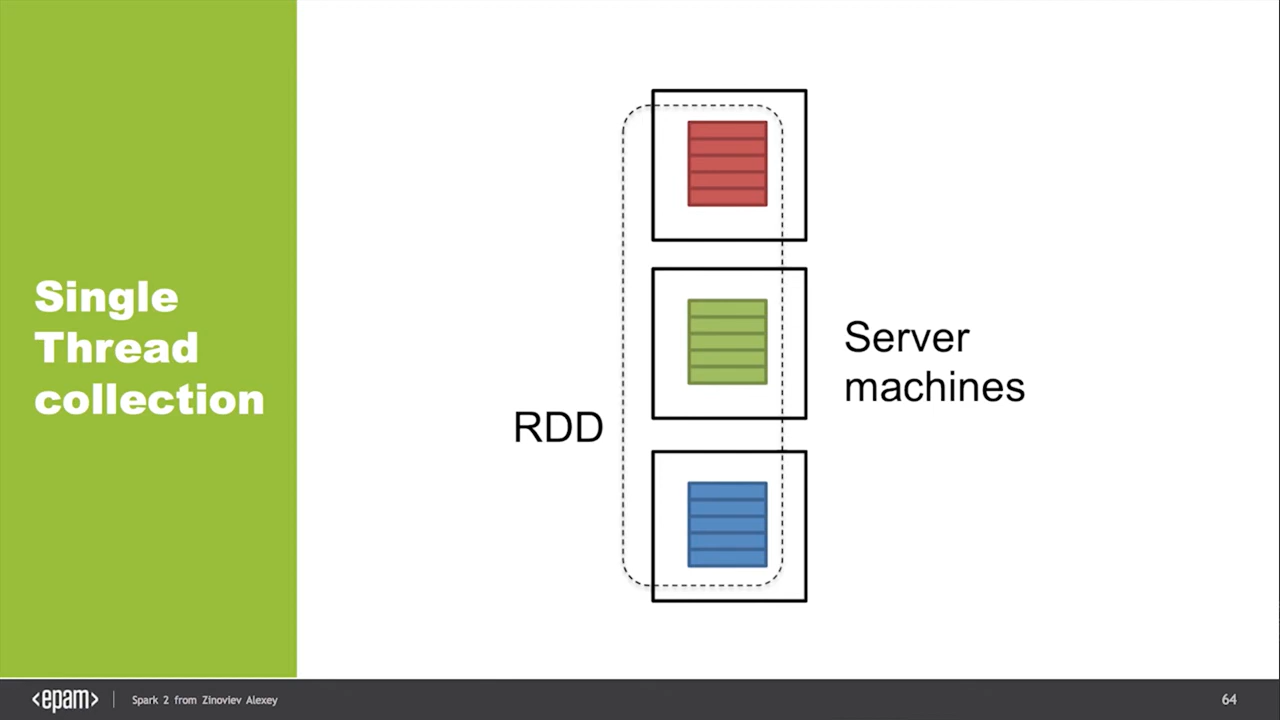 Single
Thread
collection
RDD
Server
machines
<epam>
Spark 2 from Zinoviev Alexey
64